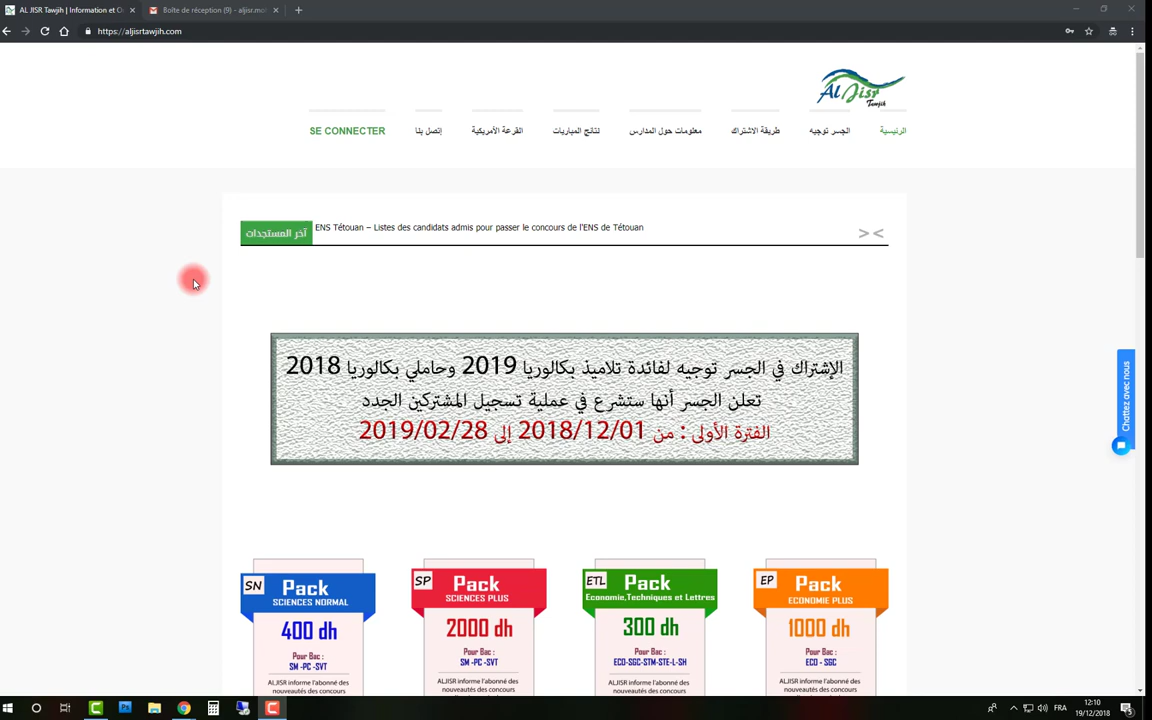 AL JISR Tawjih | Information et O
Boîte de réception (9) - aljisr.mo
https://aljisrtawjih.com
Al Jisr
Tawjih
الرئيسية
الجسر توجيه
طريقة الاشتراك
معلومات حول المدارس
نتائج المباريات
القرعة الأمريكية
إتصل بنا
SE CONNECTER
آخر المستجدات
ENS Tétouan – Listes des candidats admis pour passer le concours de l'ENS de Tétouan
> <
الإشتراك في الجسر توجيه لفائدة تلاميذ بكالوريا 2019 وحاملي بكالوريا 2018
تعلن الجسر أنها ستشرع في عملية تسجيل المشتركين الجدد
الفترة الأولى : من 2018/12/01 إلى 2019/02/28
Chattez avec nous
SN
Pack
SCIENCES NORMAL
400 dh
Pour Bac :
SM -PC -SVT
ALJISR informe l'abonné des
nouveautés des concours
SP
Pack
SCIENCES PLUS
2000 dh
Pour Bac :
SM -PC -SVT
ALJISR informe l'abonné des
nouveautés des concours
ETL
Pack
Economie,Techniques et Lettres
300 dh
Pour Bac :
ECO-SGC-STM-STE-L-SH
ALJISR informe l'abonné des
nouveautés des concours
EP
Pack
ECONOMIE PLUS
1000 dh
Pour Bac :
ECO - SGC
ALJISR informe l'abonné des
nouveautés des concours
FRA
12:10
19/12/2018